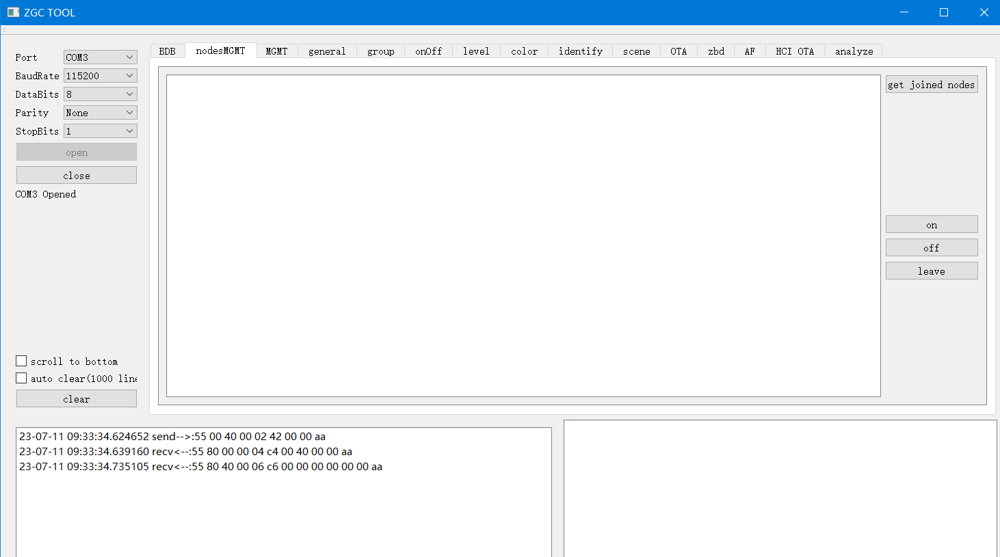 ZGC TOOL
Port COM3
BaudRate 115200
DataBits 8
Parity None
StopBits 1
open
close
COM3 Opened
scroll to bottom
auto clear(1000 line
clear
BDB nodesMGMT MGMT general group onOff level color identify scene OTA zbd AF HCI OTA analyze
get joined nodes
on
off
leave
23-07-11 09:33:34.624652 send-->:55 00 40 00 02 42 00 00 aa
23-07-11 09:33:34.639160 recv<--:55 80 00 00 04 c4 00 40 00 00 aa
23-07-11 09:33:34.735105 recv<--:55 80 40 00 06 c6 00 00 00 00 00 00 aa